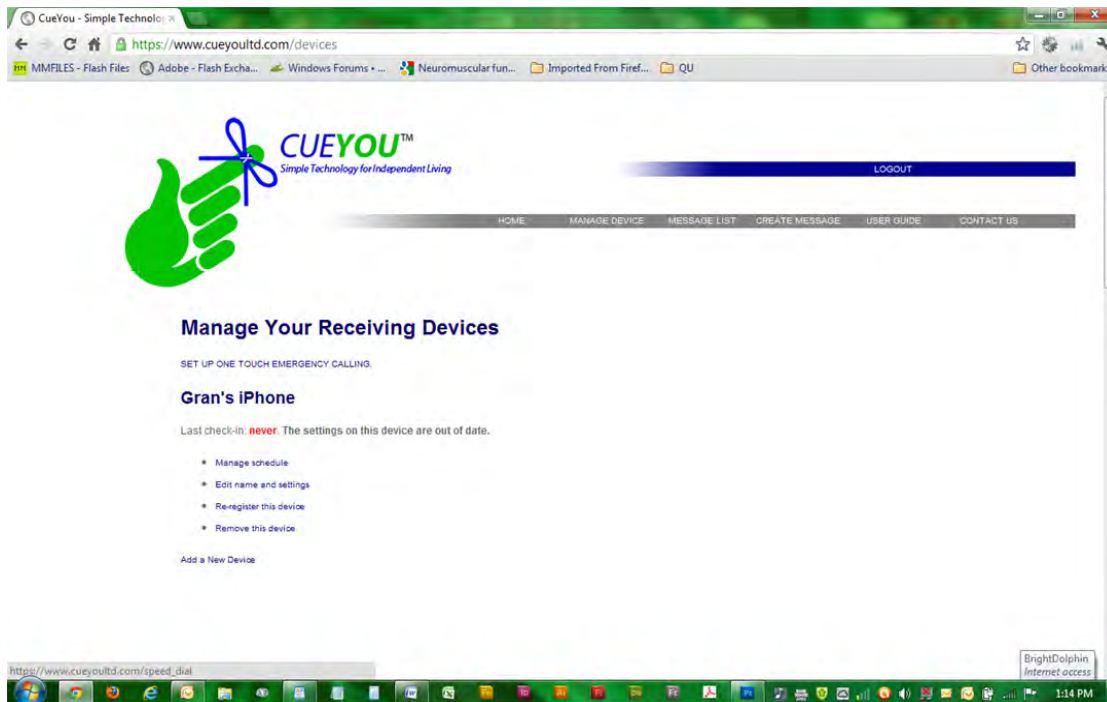 CueYou - Simple Technolog
https://www.cueyoultd.com/devices
MMFILES - Flash Files Adobe - Flash Excha... Windows Forums • ... Neuromuscular fun... Imported From Firef... QU Other bookmark
CUEYOU™
Simple Technology for Independent Living
LOGOUT
HOME MANAGE DEVICE MESSAGE LIST CREATE MESSAGE USER GUIDE CONTACT US
Manage Your Receiving Devices
SET UP ONE TOUCH EMERGENCY CALLING.
Gran's iPhone
Last check-in: never. The settings on this device are out of date.
Manage schedule
Edit name and settings
Re-register this device
Remove this device
Add a New Device
https://www.cueyoultd.com/speed_dial
BrightDolphin
Internet access
1:14 PM